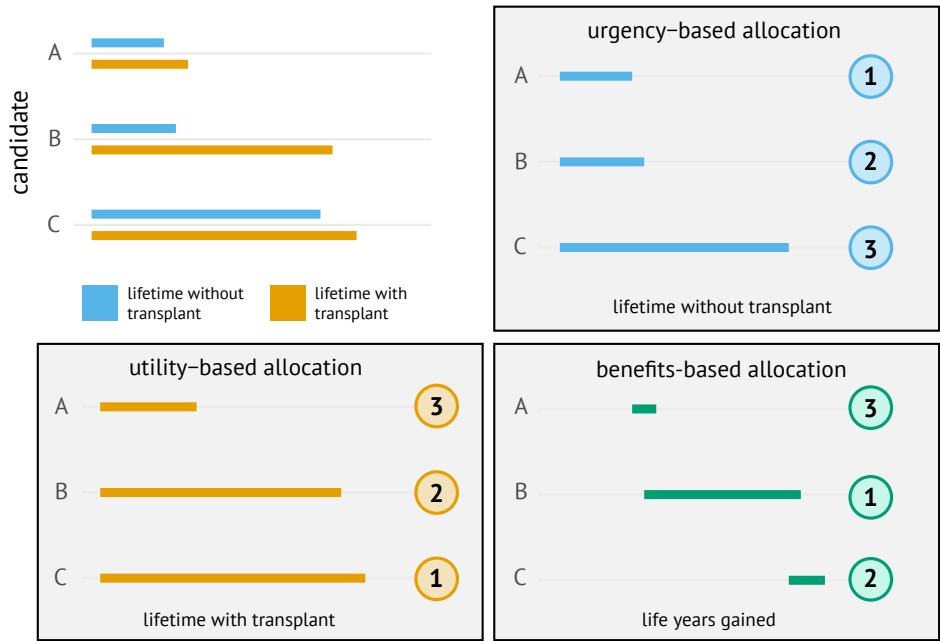 candidate
A
B
C
lifetime without
transplant
lifetime with
transplant
urgency−based allocation
A
1
B
2
C
3
lifetime without transplant
utility−based allocation
A
3
B
2
C
1
lifetime with transplant
benefits-based allocation
A
3
B
1
C
2
life years gained